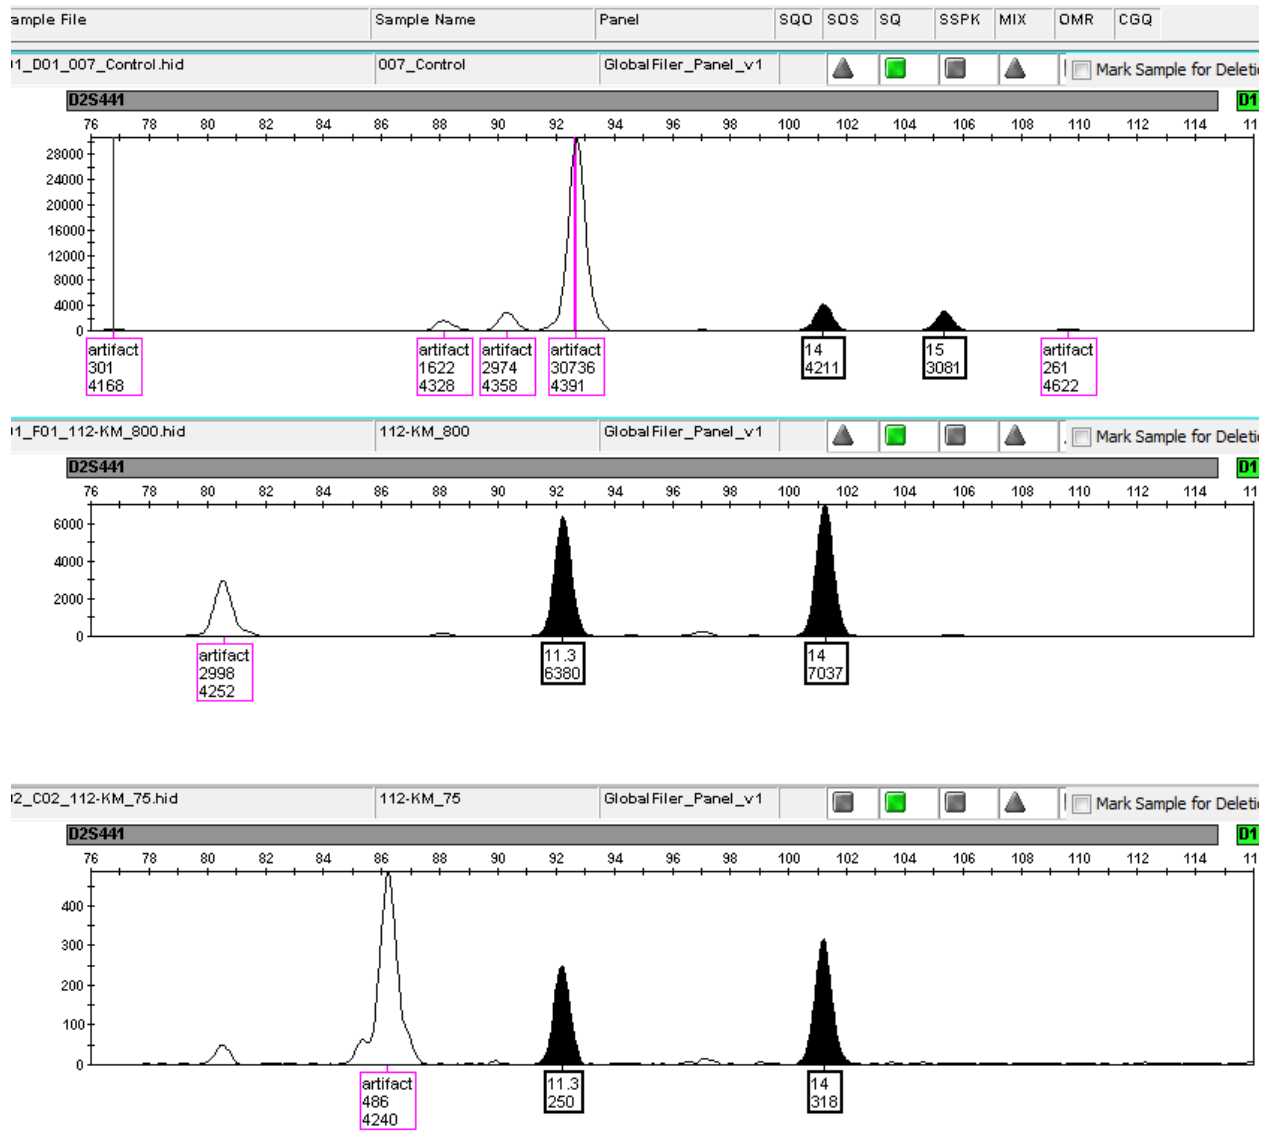 ample File Sample Name Panel SQO SOS SQ SSPK MIX OMR CGQ
01_D01_007_Control.hid 007_Control GlobalFiler_Panel_v1 Mark Sample for Deleti
D2S441 D1
76 78 80 82 84 86 88 90 92 94 96 98 100 102 104 106 108 110 112 114 11
28000
24000
20000
16000
12000
8000
4000
0
artifact artifact artifact artifact 14 15 artifact
301 1622 2974 30736 4211 3081 261
4168 4328 4358 4391 4622
01_F01_112-KM_800.hid 112-KM_800 GlobalFiler_Panel_v1 Mark Sample for Deleti
D2S441 D1
76 78 80 82 84 86 88 90 92 94 96 98 100 102 104 106 108 110 112 114 11
6000
4000
2000
0
artifact 11.3 14
2998 6380 7037
4252
02_C02_112-KM_75.hid 112-KM_75 GlobalFiler_Panel_v1 Mark Sample for Deleti
D2S441 D1
76 78 80 82 84 86 88 90 92 94 96 98 100 102 104 106 108 110 112 114 11
400
300
200
100
0
artifact 11.3 14
486 250 318
4240